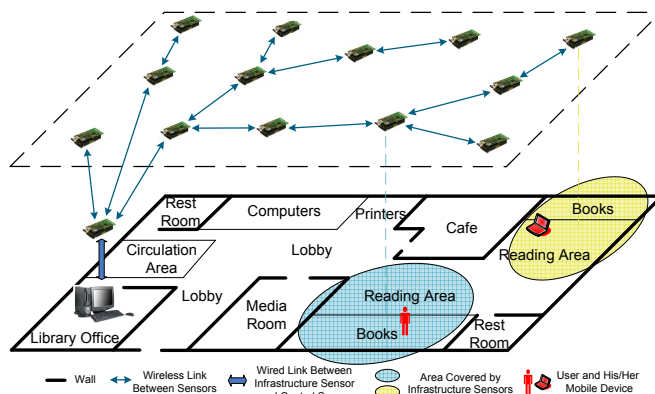 Rest
Room
Computers
Printers
Cafe
Books
Reading Area
Circulation
Area
Lobby
Lobby
Media
Room
Reading Area
Books
Rest
Room
Library Office
Wall
Wireless Link
Between Sensors
Wired Link Between
Infrastructure Sensor
Area Covered by
Infrastructure Sensors
User and His/Her
Mobile Device